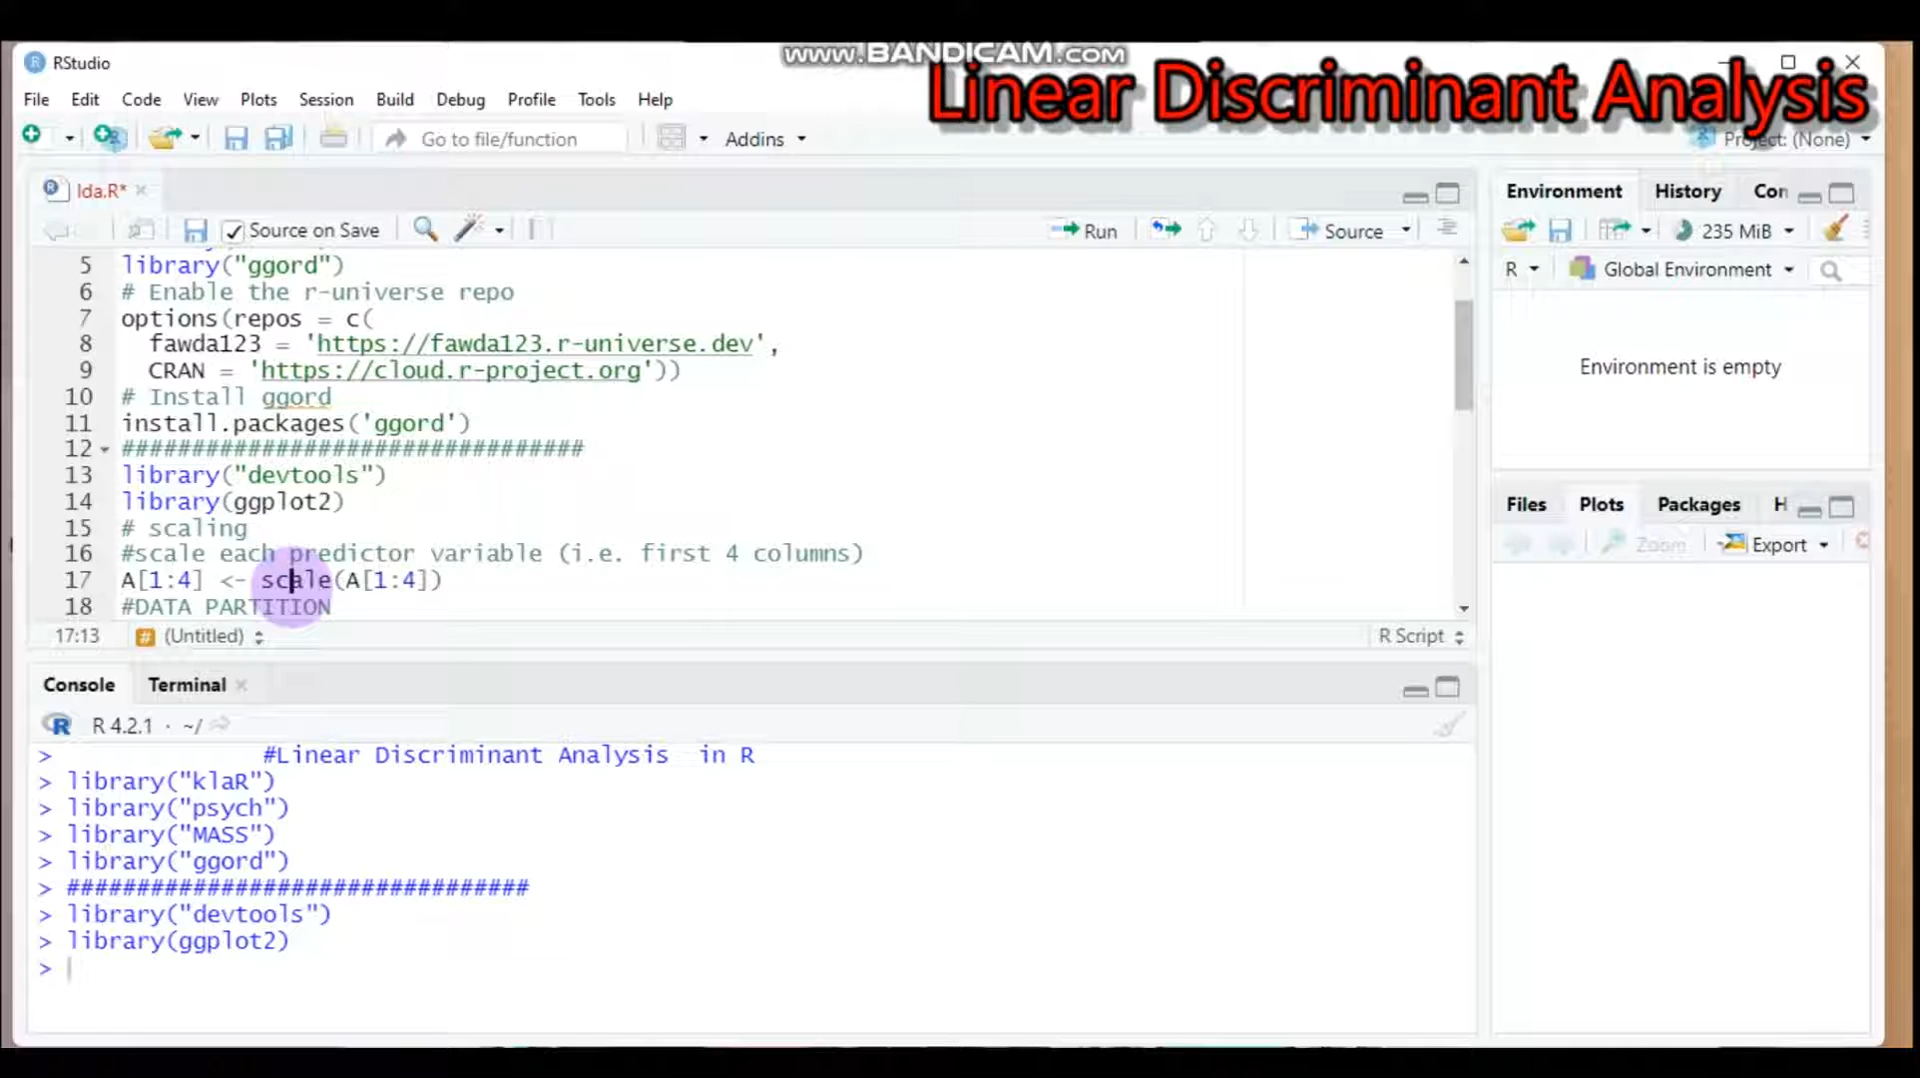 www.BANDICAM.com
RStudio
Linear Discriminant Analysis
File Edit Code View Plots Session Build Debug Profile Tools Help
Go to file/function Addins Project: (None)
lda.R*
Source on Save Run Source
5 library("ggord")
6 # Enable the r-universe repo
7 options(repos = c(
8 fawda123 = 'https://fawda123.r-universe.dev',
9 CRAN = 'https://cloud.r-project.org'))
10 # Install ggord
11 install.packages('ggord')
12 #################################
13 library("devtools")
14 library(ggplot2)
15 # scaling
16 #scale each predictor variable (i.e. first 4 columns)
17 A[1:4] <- scale(A[1:4])
18 #DATA PARTITION
17:13 # (Untitled) R Script
Console Terminal
R 4.2.1 · ~/
> #Linear Discriminant Analysis in R
> library("klaR")
> library("psych")
> library("MASS")
> library("ggord")
> #################################
> library("devtools")
> library(ggplot2)
>
Environment History Con
235 MiB
R Global Environment
Environment is empty
Files Plots Packages H
Zoom Export